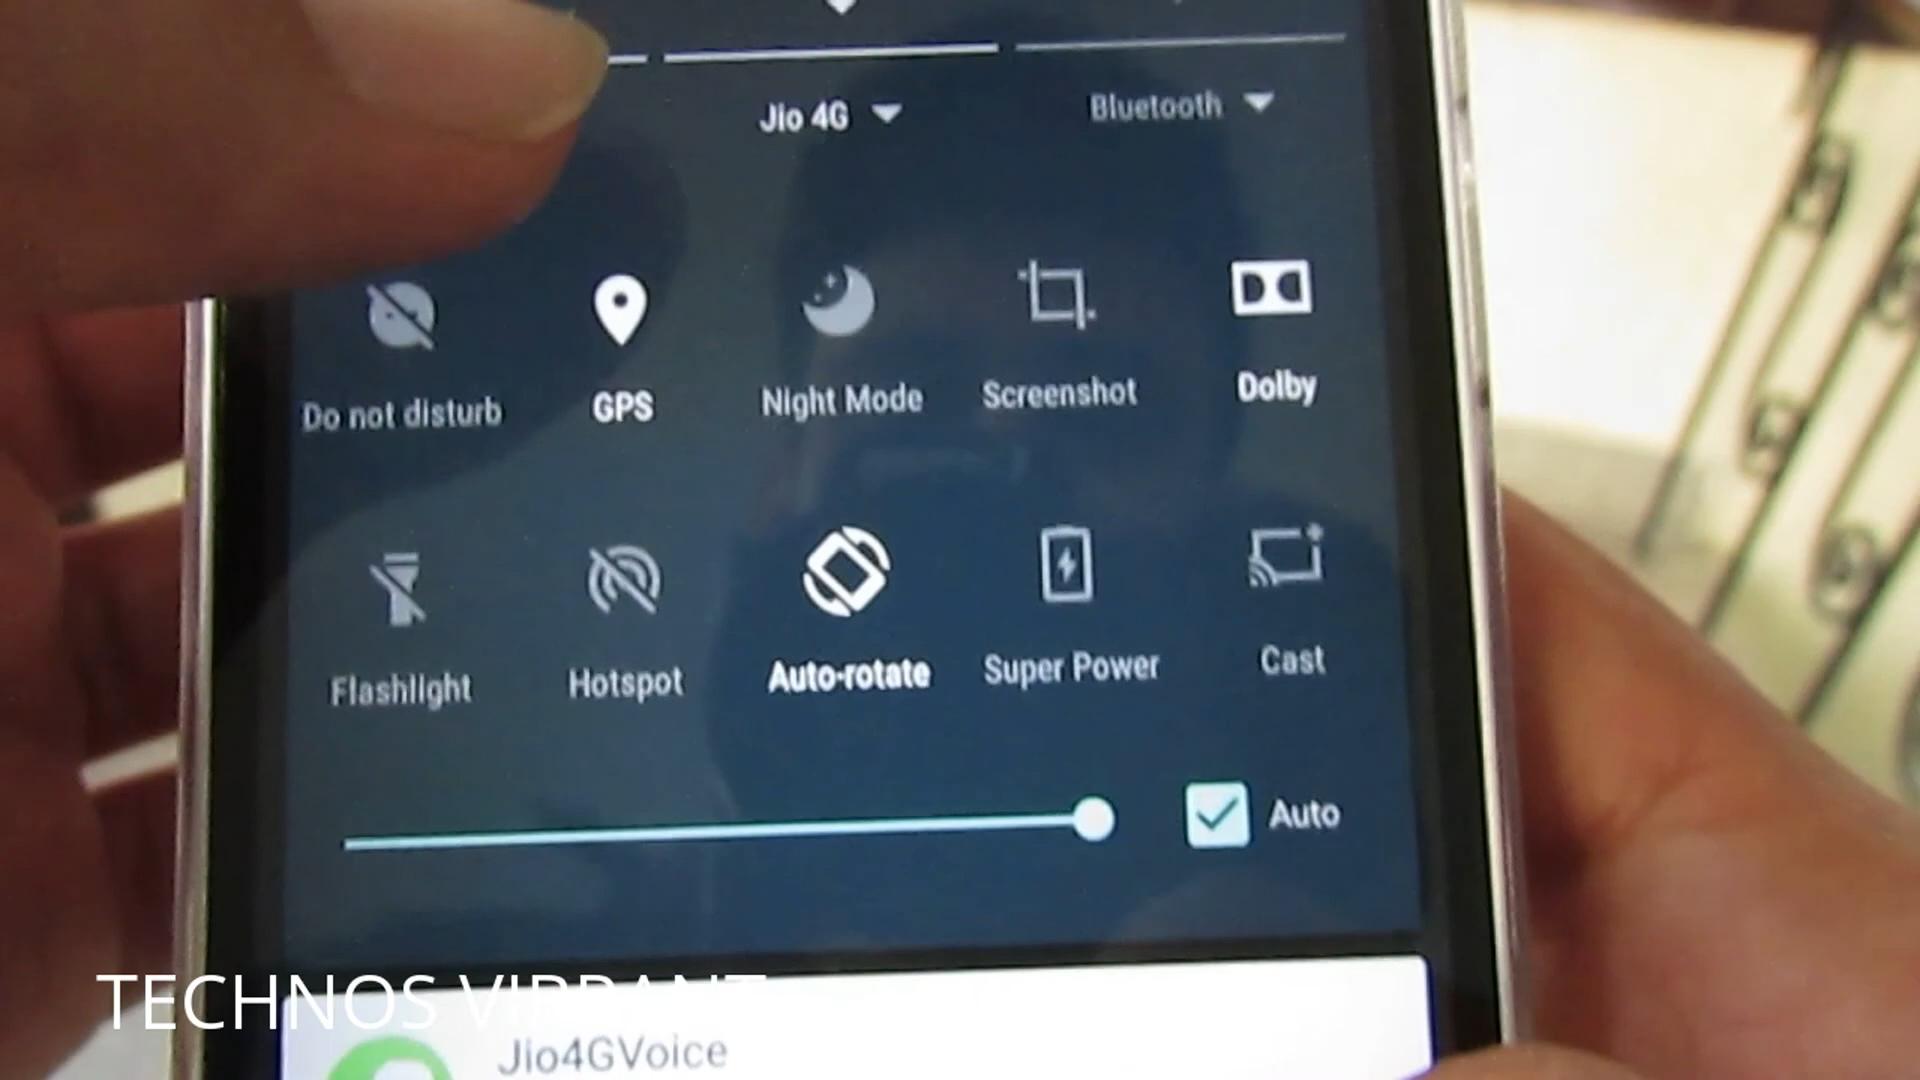 Jio 4G
Bluetooth
Do not disturb
GPS
Night Mode
Screenshot
Dolby
Flashlight
Hotspot
Auto-rotate
Super Power
Cast
Auto
TECHNOS VIBRANT
Jio4GVoice